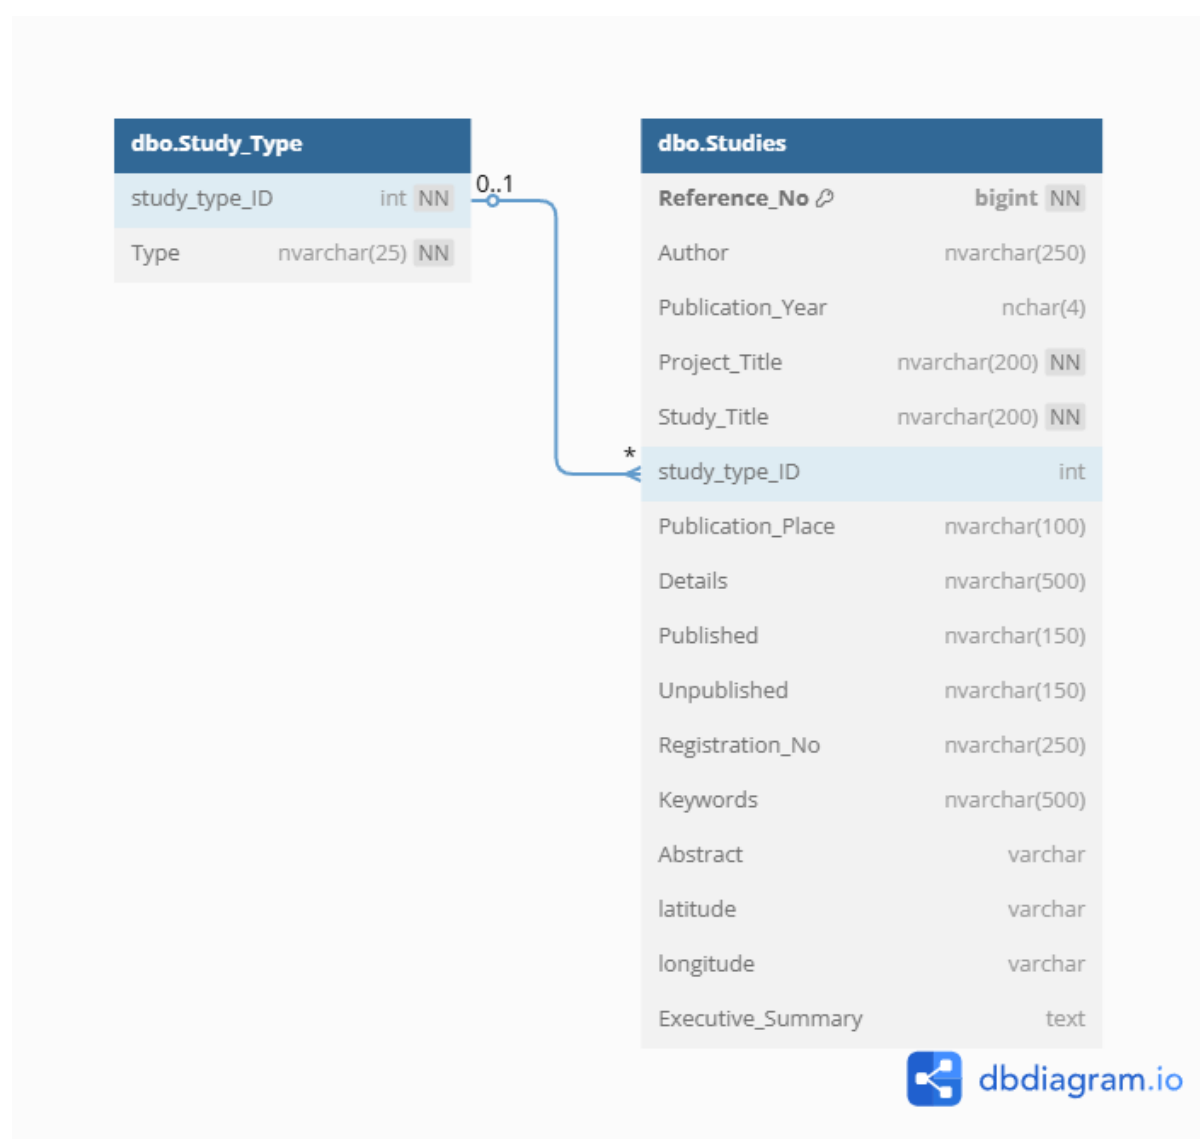 dbo.Study_Type
study_type_ID int NN
Type nvarchar(25) NN
0..1
*
dbo.Studies
Reference_No bigint NN
Author nvarchar(250)
Publication_Year nchar(4)
Project_Title nvarchar(200) NN
Study_Title nvarchar(200) NN
study_type_ID int
Publication_Place nvarchar(100)
Details nvarchar(500)
Published nvarchar(150)
Unpublished nvarchar(150)
Registration_No nvarchar(250)
Keywords nvarchar(500)
Abstract varchar
latitude varchar
longitude varchar
Executive_Summary text
dbdiagram.io